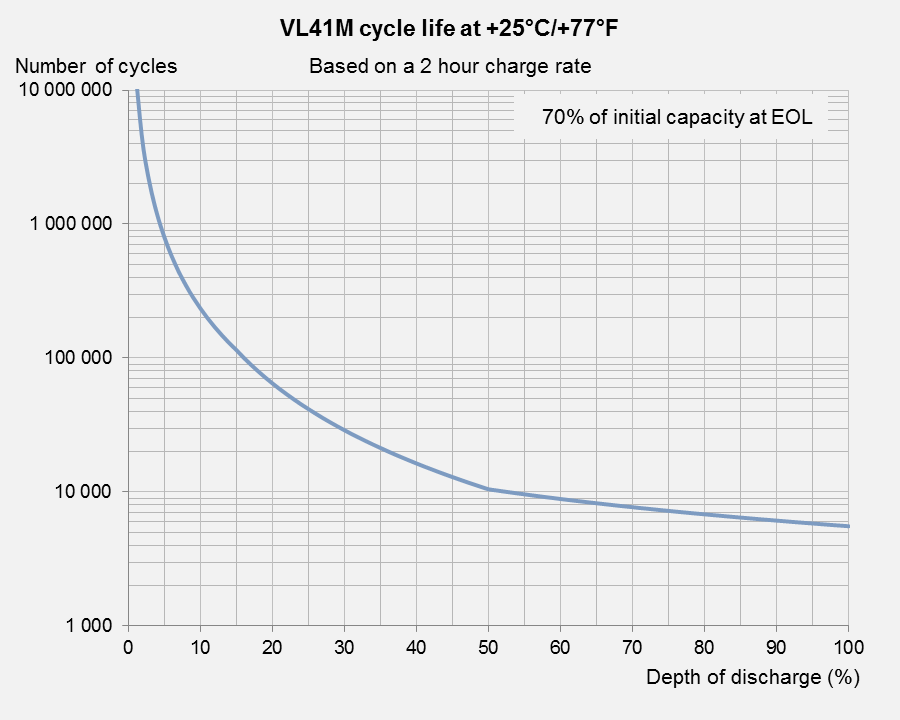 VL41M cycle life at +25°C/+77°F
Number of cycles
Based on a 2 hour charge rate
10 000 000
70% of initial capacity at EOL
1 000 000
100 000
10 000
1 000
0 10 20 30 40 50 60 70 80 90 100
Depth of discharge (%)